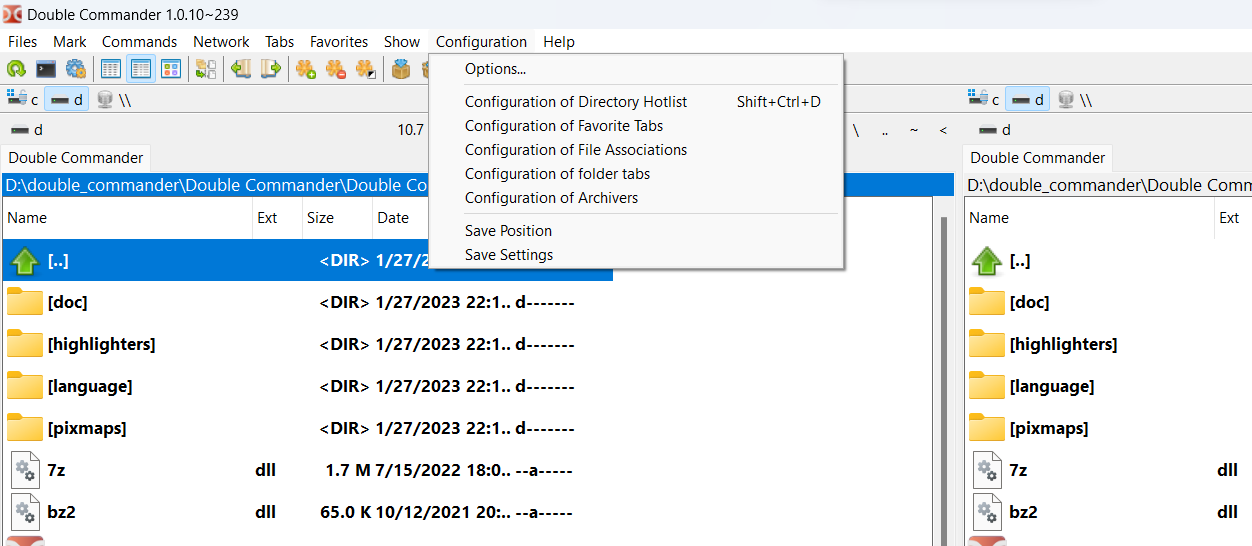 Double Commander 1.0.10~239
Files Mark Commands Network Tabs Favorites Show Configuration Help
Options...
Configuration of Directory Hotlist Shift+Ctrl+D
Configuration of Favorite Tabs
Configuration of File Associations
Configuration of folder tabs
Configuration of Archivers
Save Position
Save Settings
c d \\ c d \\
d 10.7 \ .. ~ < d
Double Commander Double Commander
D:\double_commander\Double Commander\Double Co D:\double_commander\Double Comm
Name Ext Size Date Name Ext
[..] <DIR> 1/27/2 [..]
[doc] <DIR> 1/27/2023 22:1.. d------- [doc]
[highlighters] <DIR> 1/27/2023 22:1.. d------- [highlighters]
[language] <DIR> 1/27/2023 22:1.. d------- [language]
[pixmaps] <DIR> 1/27/2023 22:1.. d------- [pixmaps]
7z dll 1.7 M 7/15/2022 18:0.. --a----- 7z dll
bz2 dll 65.0 K 10/12/2021 20:.. --a----- bz2 dll